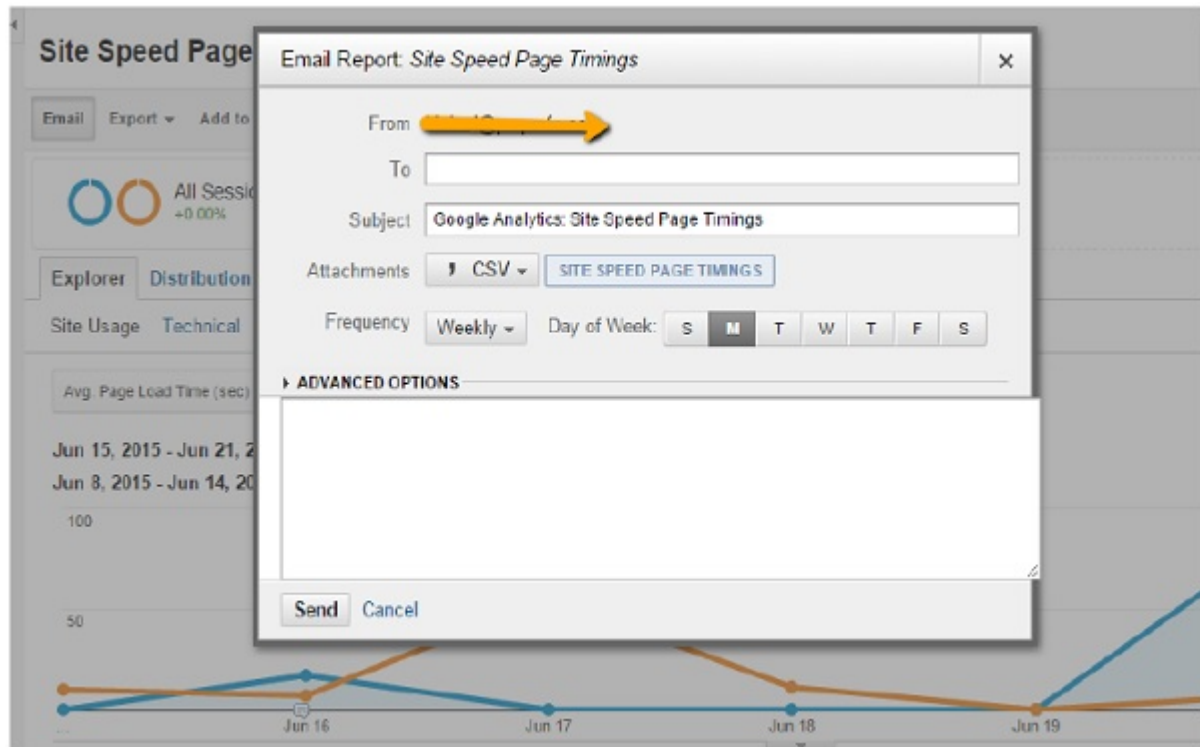 Site Speed Page
Email Report: Site Speed Page Timings
Email Export Add to
From
To
All Sessio
+0.00%
Subject Google Analytics: Site Speed Page Timings
Attachments CSV SITE SPEED PAGE TIMINGS
Explorer Distribution
Site Usage Technical
Frequency Weekly Day of Week: S M T W T F S
ADVANCED OPTIONS
Avg. Page Load Time (sec)
Jun 15, 2015 - Jun 21, 2
Jun 8, 2015 - Jun 14, 20
100
50
Send Cancel
... Jun 16 Jun 17 Jun 18 Jun 19